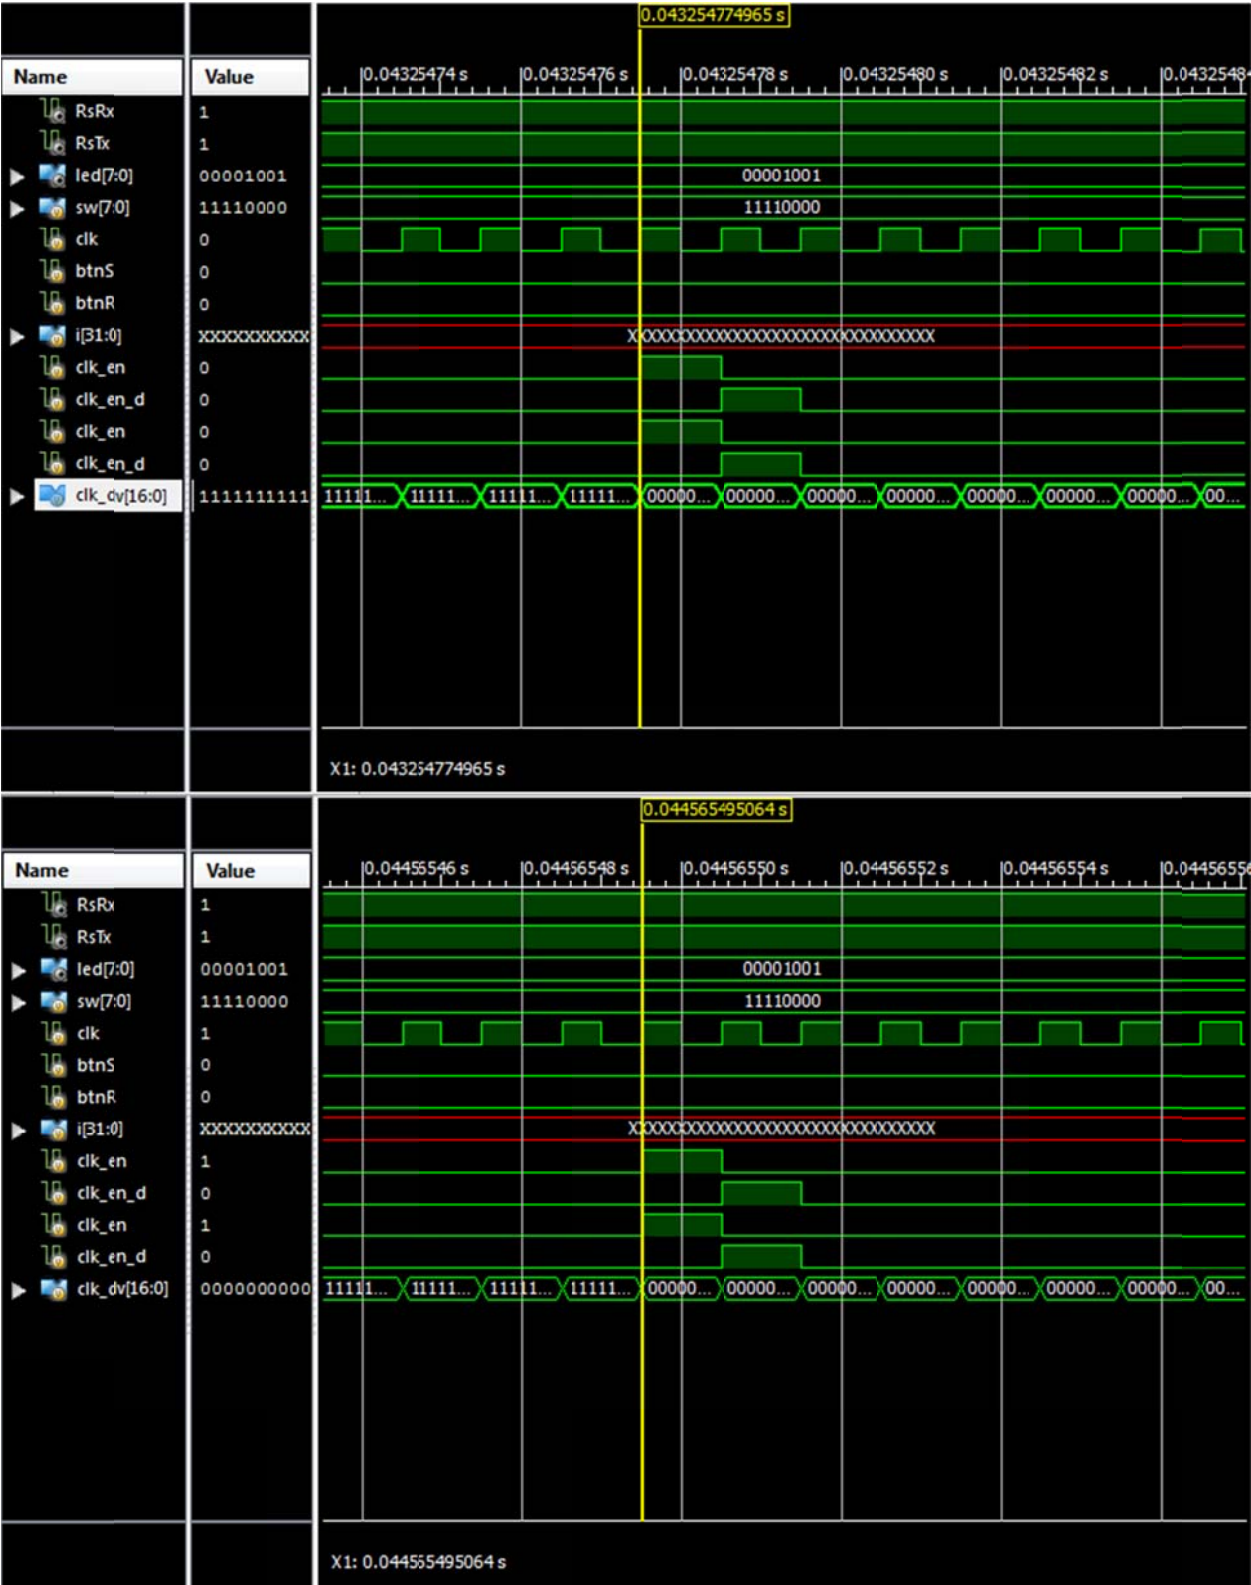 0.043254774965 s
Name Value 0.04325474 s 0.04325476 s 0.04325478 s 0.04325480 s 0.04325482 s 0.0432548
RsRx 1
RsTx 1
led[7:0] 00001001 00001001
sw[7:0] 11110000 11110000
clk 0
btnS 0
btnR 0
i[31:0] XXXXXXXXXX XXXXXXXXXXXXXXXXXXXXXXXXXXXXXXXX
clk_en 0
clk_en_d 0
clk_en 0
clk_en_d 0
clk_dv[16:0] 1111111111 11111... 11111... 11111... 11111... 00000... 00000... 00000... 00000... 00000... 00000... 00000... 00...
X1: 0.043254774965 s
0.044565495064 s
Name Value 0.04456546 s 0.04456548 s 0.04456550 s 0.04456552 s 0.04456554 s 0.04456556
RsRx 1
RsTx 1
led[7:0] 00001001 00001001
sw[7:0] 11110000 11110000
clk 1
btnS 0
btnR 0
i[31:0] XXXXXXXXXX XXXXXXXXXXXXXXXXXXXXXXXXXXXXXXXX
clk_en 1
clk_en_d 0
clk_en 1
clk_en_d 0
clk_dv[16:0] 0000000000 11111... 11111... 11111... 11111... 00000... 00000... 00000... 00000... 00000... 00000... 00000... 00...
X1: 0.044565495064 s